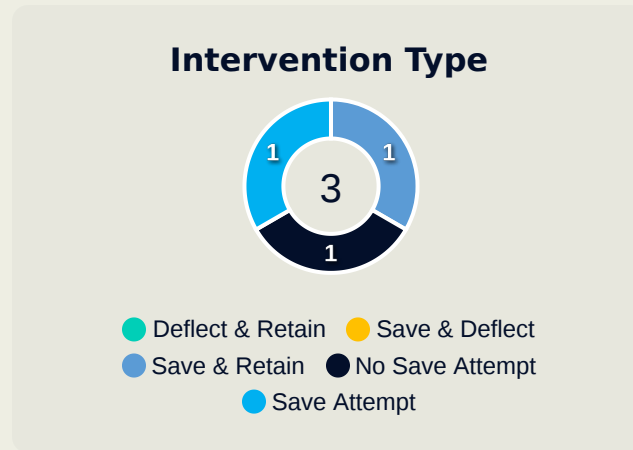 Intervention Type
1 1
3
1
Deflect & Retain Save & Deflect
Save & Retain No Save Attempt
Save Attempt